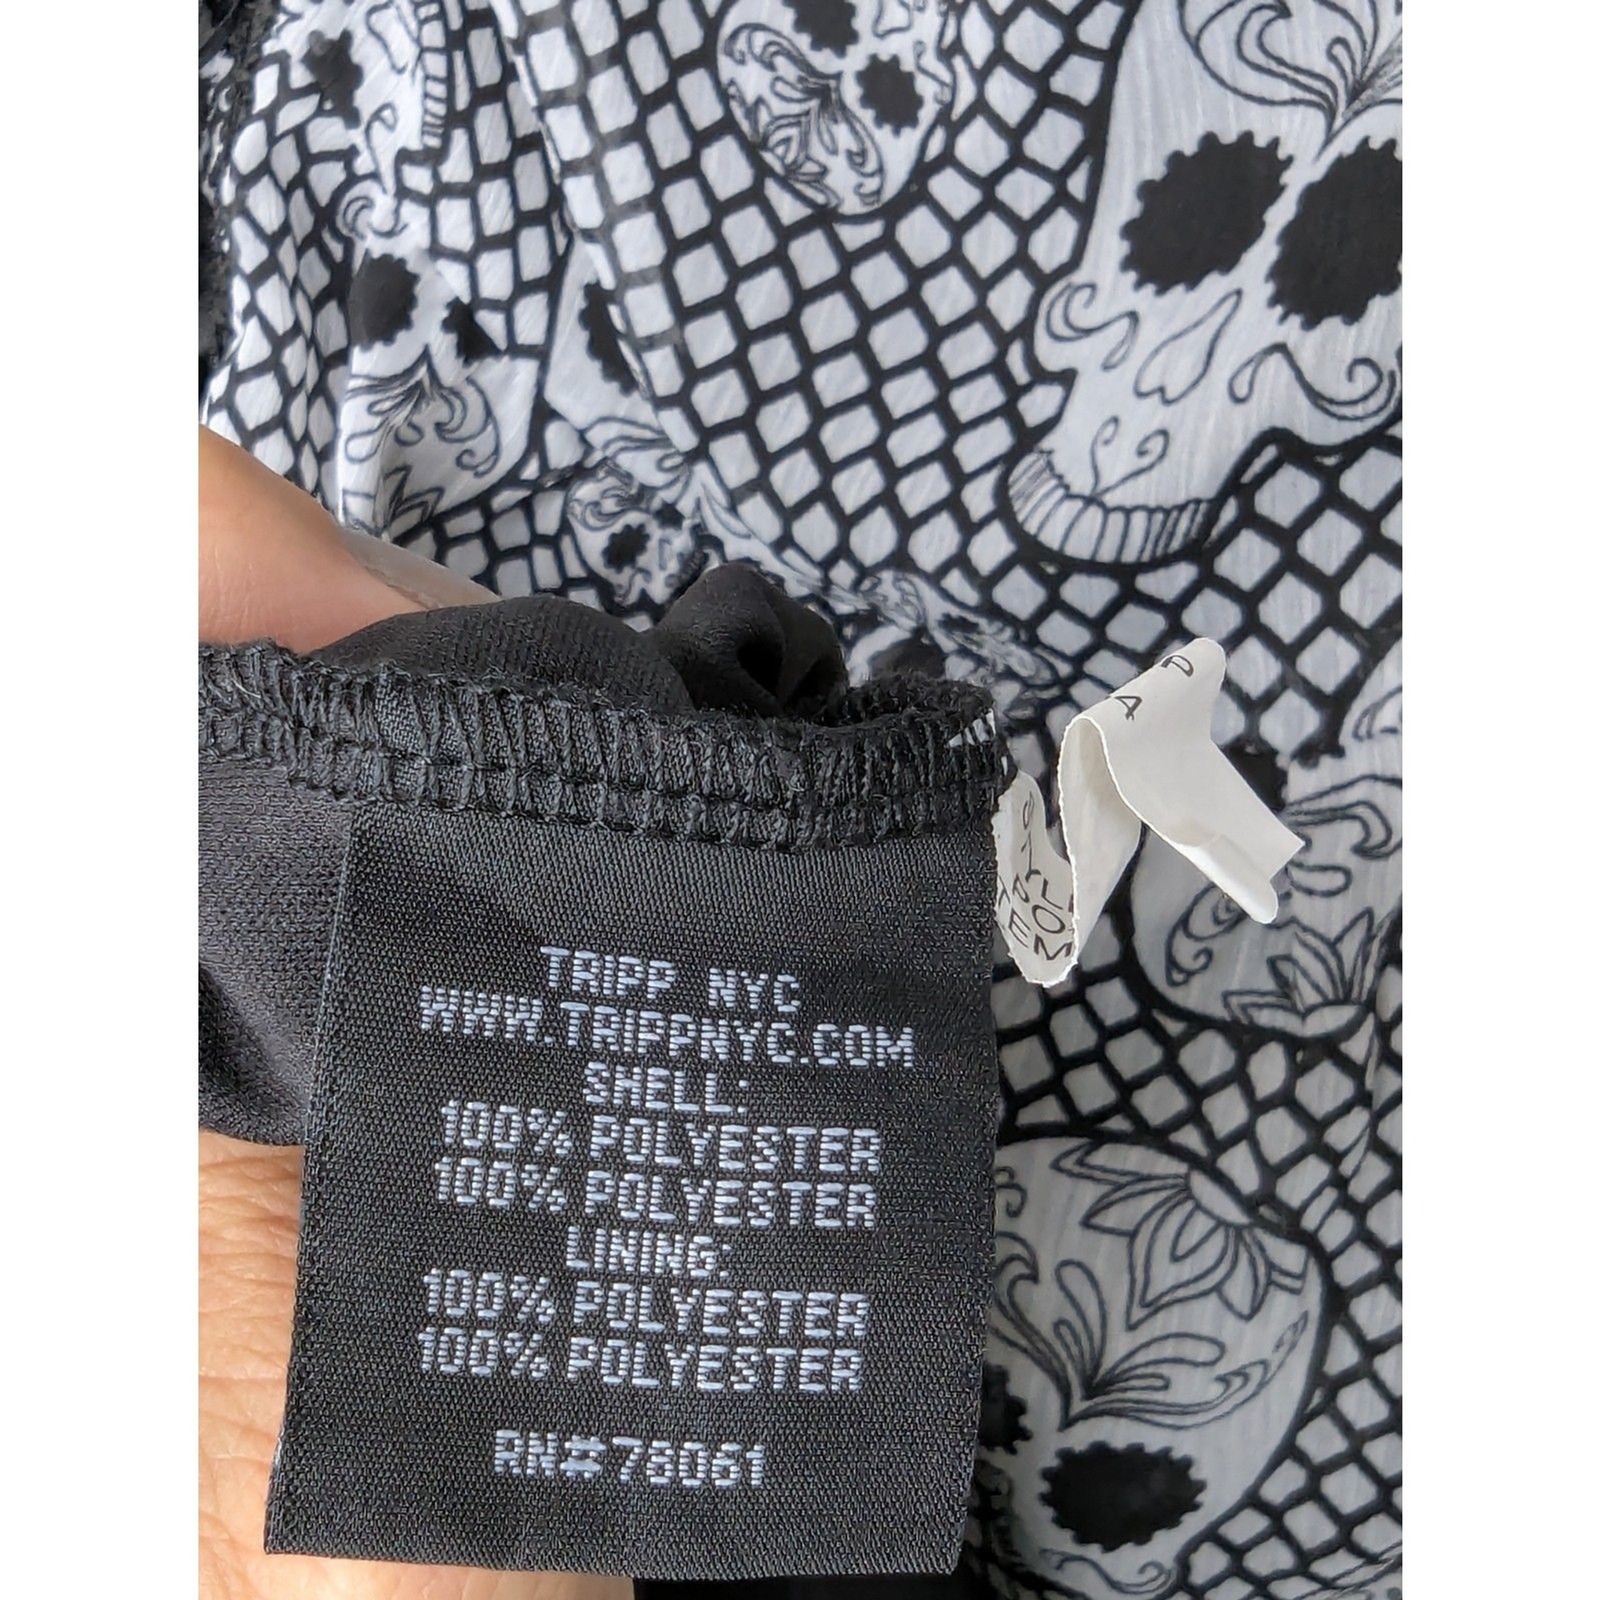 TRIPP NYC
WWW.TRIPPNYC.COM
SHELL:
100% POLYESTER
100% POLYESTER
LINING:
100% POLYESTER
100% POLYESTER
RN#78061